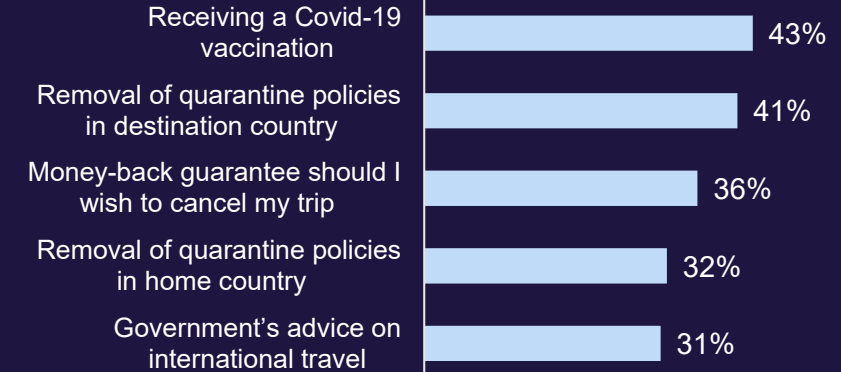 Receiving a Covid-19
vaccination
43%
Removal of quarantine policies
in destination country
41%
Money-back guarantee should I
wish to cancel my trip
36%
Removal of quarantine policies
in home country
32%
Government’s advice on
international travel
31%